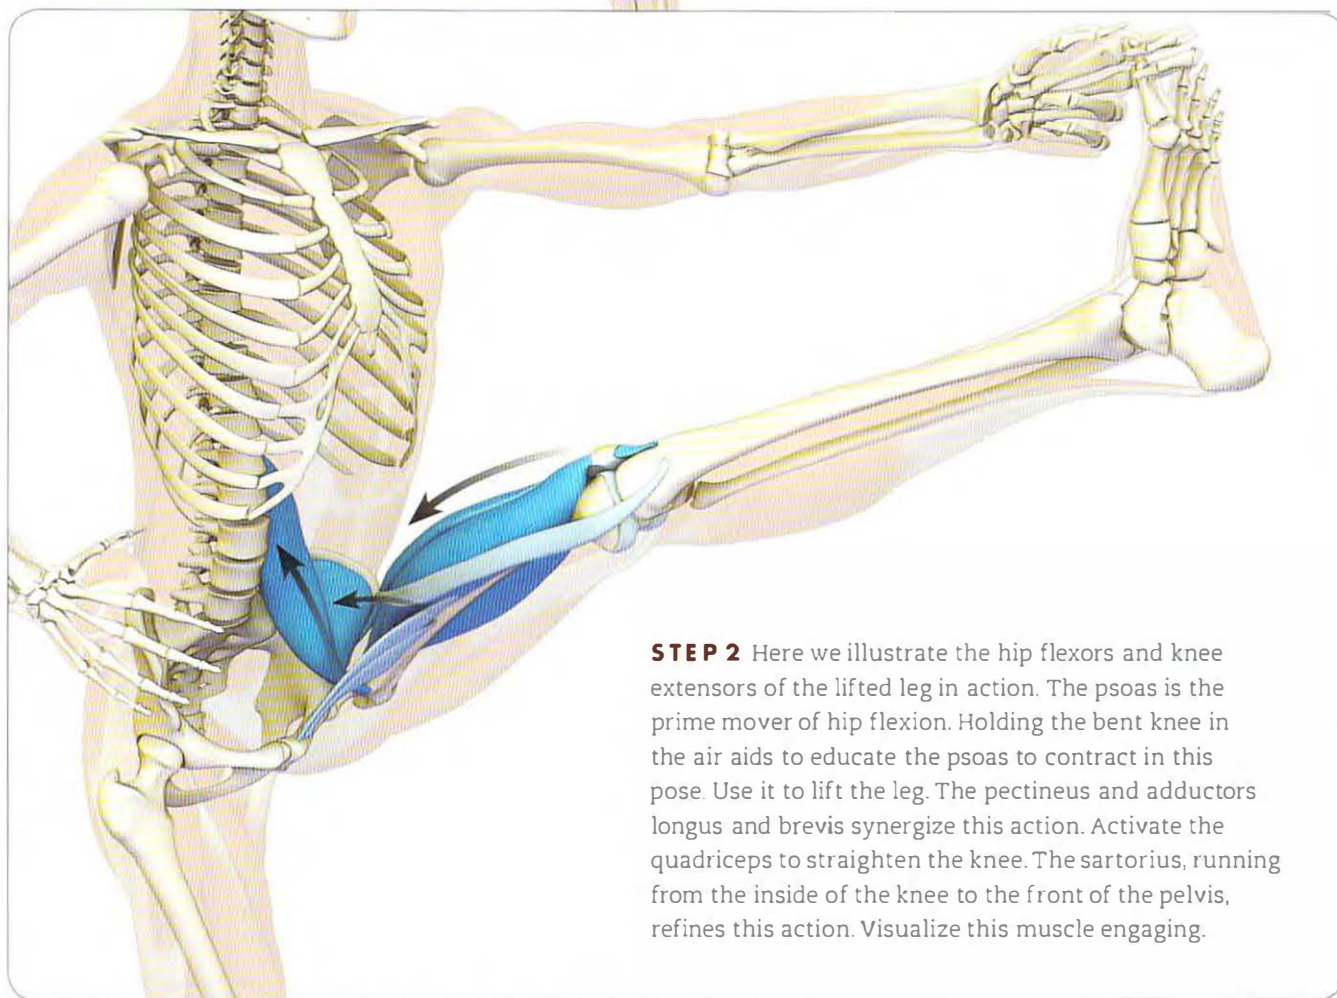 STEP 2 Here we illustrate the hip flexors and knee
extensors of the lifted leg in action. The psoas is the
prime mover of hip flexion. Holding the bent knee in
the air aids to educate the psoas to contract in this
pose. Use it to lift the leg. The pectineus and adductors
longus and brevis synergize this action. Activate the
quadriceps to straighten the knee. The sartorius, running
from the inside of the knee to the front of the pelvis,
refines this action. Visualize this muscle engaging.